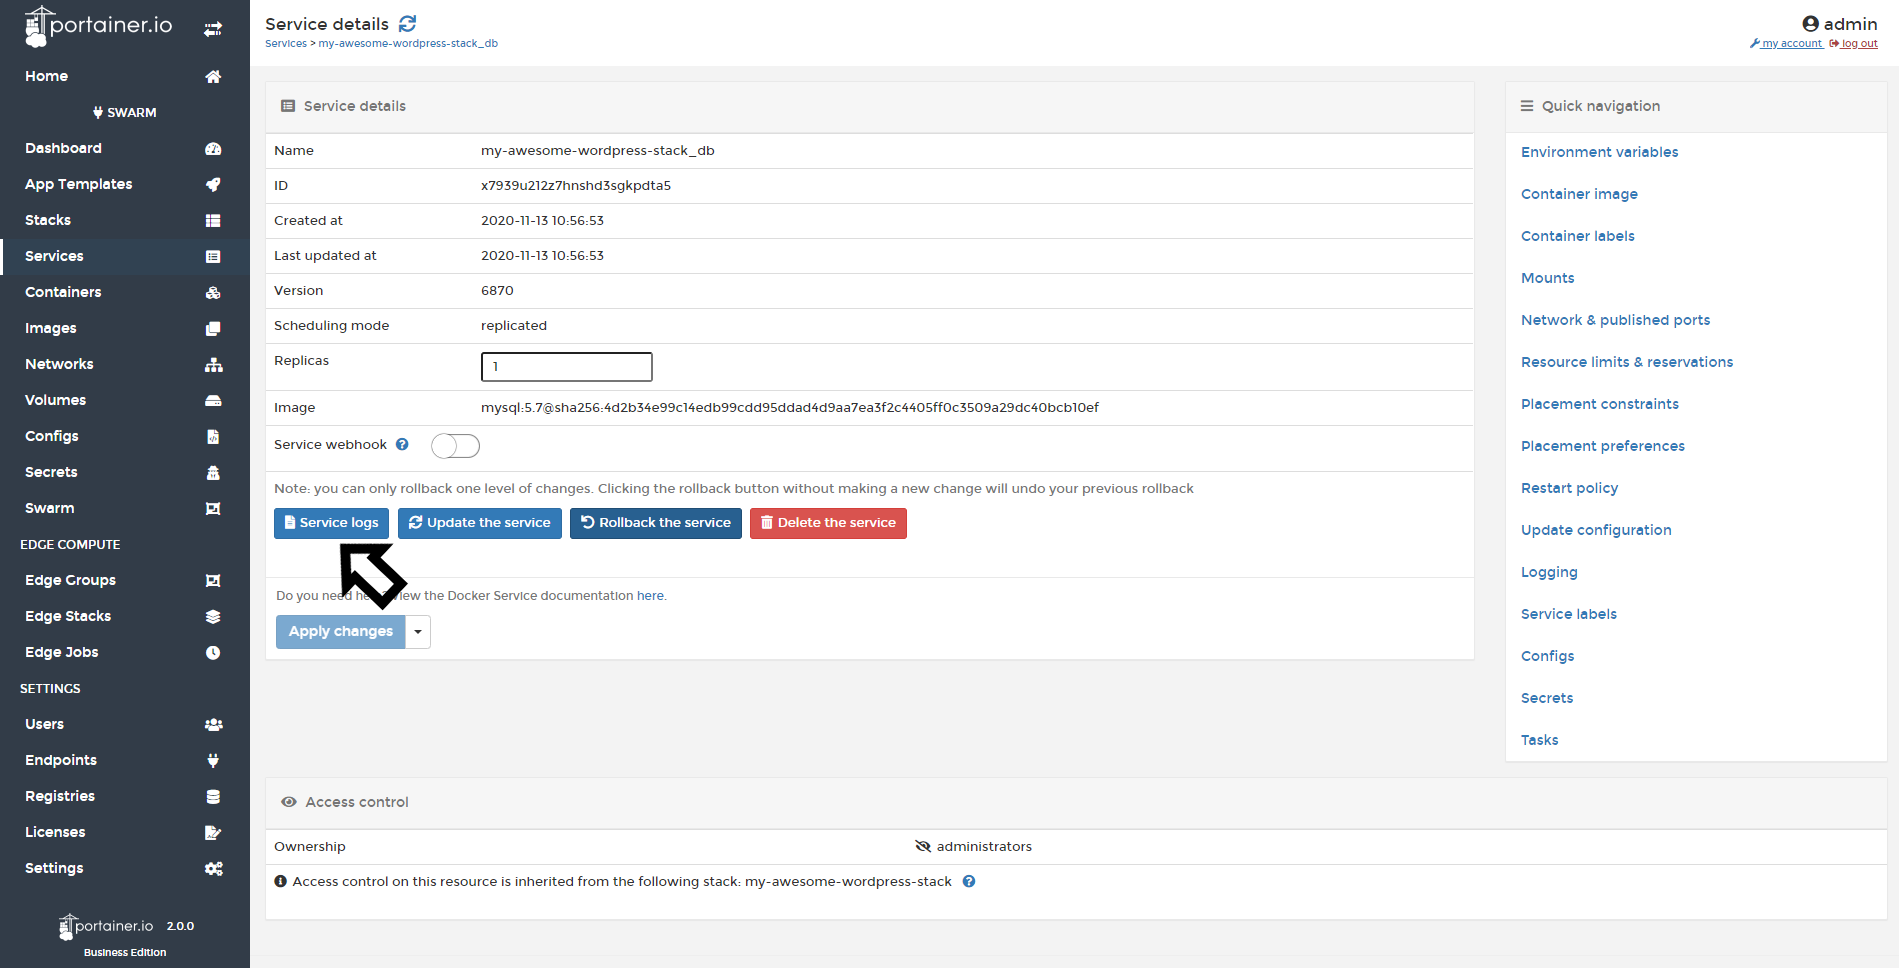 portainer.io
Home
SWARM
Dashboard
App Templates
Stacks
Services
Containers
Images
Networks
Volumes
Configs
Secrets
Swarm
EDGE COMPUTE
Edge Groups
Edge Stacks
Edge Jobs
SETTINGS
Users
Endpoints
Registries
Licenses
Settings
portainer.io 2.0.0
Business Edition
Service details
Services > my-awesome-wordpress-stack_db
admin
my account log out
Service details
Name my-awesome-wordpress-stack_db
ID x7939u212z7hnshd3sgkpdta5
Created at 2020-11-13 10:56:53
Last updated at 2020-11-13 10:56:53
Version 6870
Scheduling mode replicated
Replicas 1
Image mysql:5.7@sha256:4d2b34e99c14edb99cdd95ddad4d9aa7ea3f2c4405ff0c3509a29dc40bcb10ef
Service webhook
Note: you can only rollback one level of changes. Clicking the rollback button without making a new change will undo your previous rollback
Service logs Update the service Rollback the service Delete the service
Do you need the Docker Service documentation here.
Apply changes
Quick navigation
Environment variables
Container image
Container labels
Mounts
Network & published ports
Resource limits & reservations
Placement constraints
Placement preferences
Restart policy
Update configuration
Logging
Service labels
Configs
Secrets
Tasks
Access control
Ownership administrators
Access control on this resource is inherited from the following stack: my-awesome-wordpress-stack